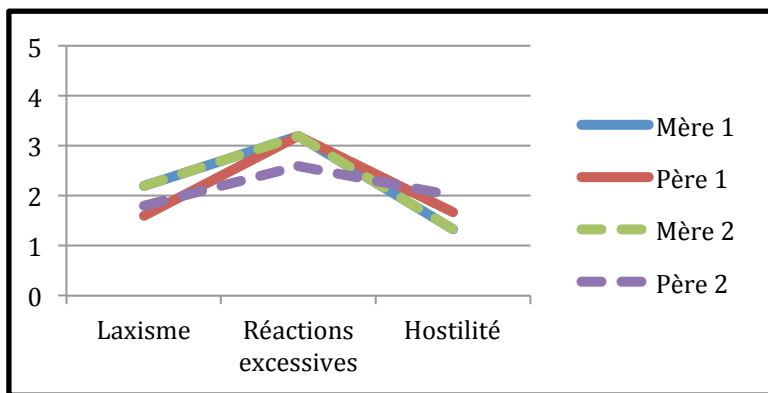 5
4
3
2
1
0
Laxisme
Réactions
excessives
Hostilité
Mère 1
Père 1
Mère 2
Père 2